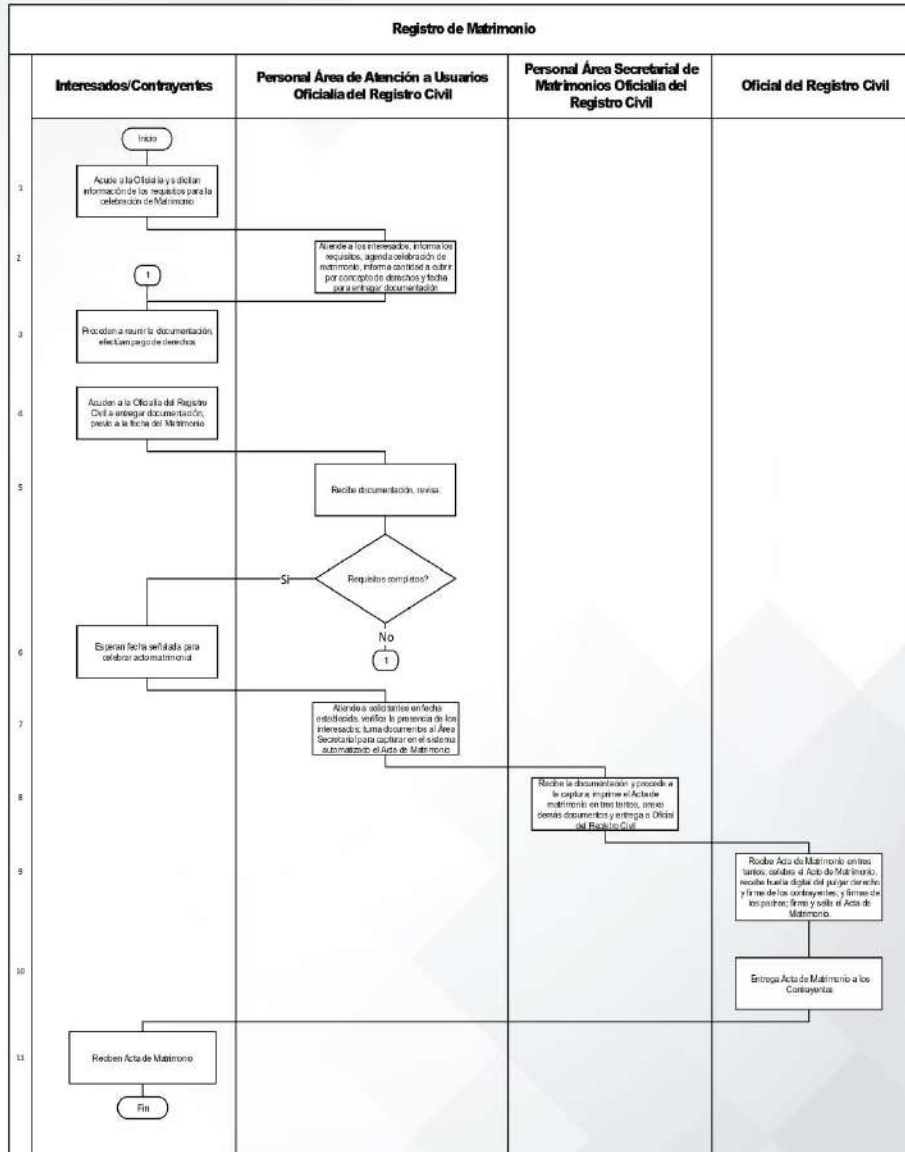 Registro de Matrimonio
Interesados/Contrayentes
Personal Área de Atención a Usuarios
Oficialía del Registro Civil
Personal Área Secretarial de
Matrimonios Oficialía del
Registro Civil
Oficial del Registro Civil
Inicio
1
Acude a la Oficialía y solicitan
información de los requisitos para la
celebración de Matrimonio
2
Atiende a los interesados, informa los
requisitos, agenda celebración de
matrimonio, informa cantidad a cubrir
por concepto de derechos y fecha
para entregar documentación
1
3
Proceden a reunir la documentación,
efectúan pago de derechos
4
Acuden a la Oficialía del Registro
Civil a entregar documentación,
previo a la fecha del Matrimonio
5
Recibe documentación, revisa
Requisitos completos?
Si
No
1
6
Esperan fecha señalada para
celebrar acto matrimonial
7
Atiende a solicitantes en fecha
establecida, verifica la presencia de los
interesados; turna documentos al Área
Secretarial para capturar en el sistema
automatizado el Acta de Matrimonio
8
Recibe la documentación y procede a
la captura; imprime el Acta de
matrimonio en tres tantos, anexa
demás documentos y entrega a Oficial
del Registro Civil
9
Recibe Acta de Matrimonio en tres
tantos; celebra el Acto de Matrimonio,
recebe huella digital del pulgar derecho
y firma de los contrayentes; y firmas de
los padres; firma y sella el Acta de
Matrimonio.
10
Entrega Acta de Matrimonio a los
Contrayentes
11
Reciben Acta de Matrimonio
Fin